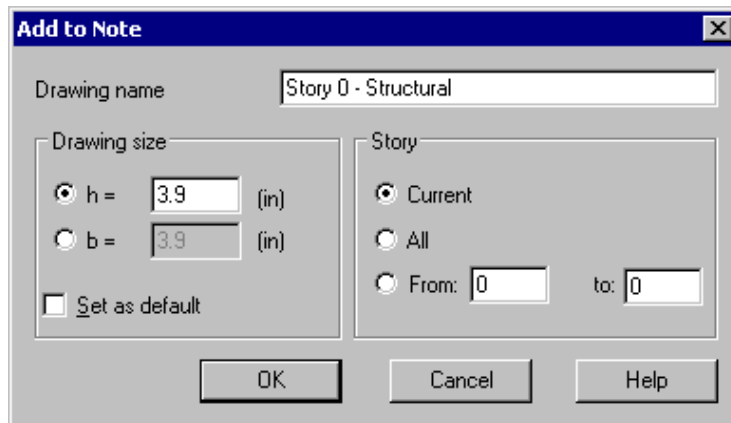 Add to Note
Drawing name Story 0 - Structural
Drawing size
h = 3.9 (in)
b = 3.9 (in)
Set as default
Story
Current
All
From: 0 to: 0
OK Cancel Help